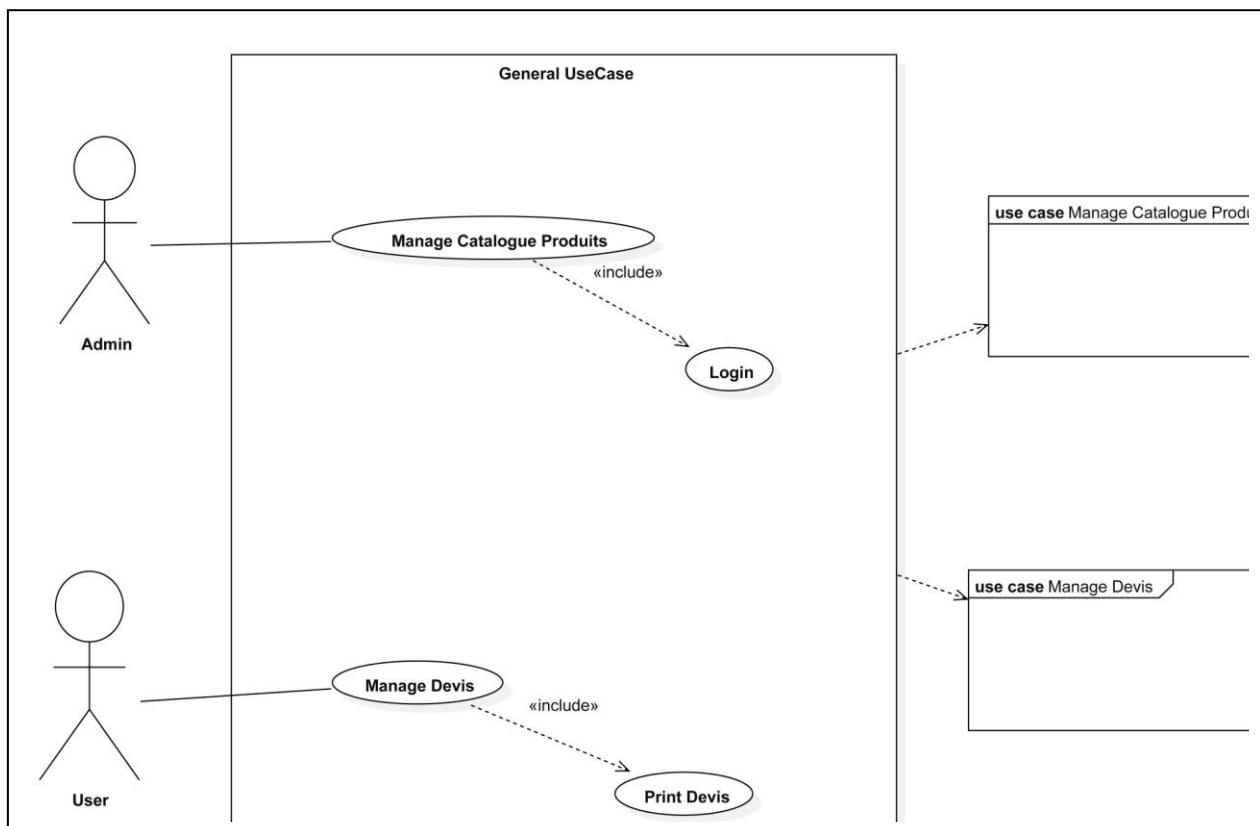 General UseCase
Manage Catalogue Produits
«include»
Login
Admin
use case Manage Catalogue
Manage Devis
«include»
Print Devis
User
use case Manage Devis